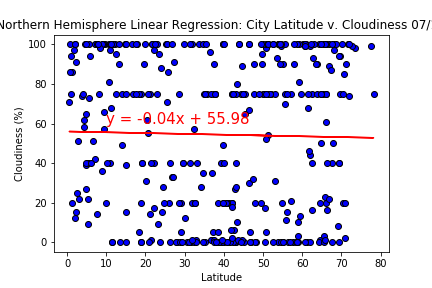 Northern Hemisphere Linear Regression: City Latitude v. Cloudiness 07/
100
80
60
40
20
0
Cloudiness (%)
y = -0.04x + 55.98
0 10 20 30 40 50 60 70 80
Latitude